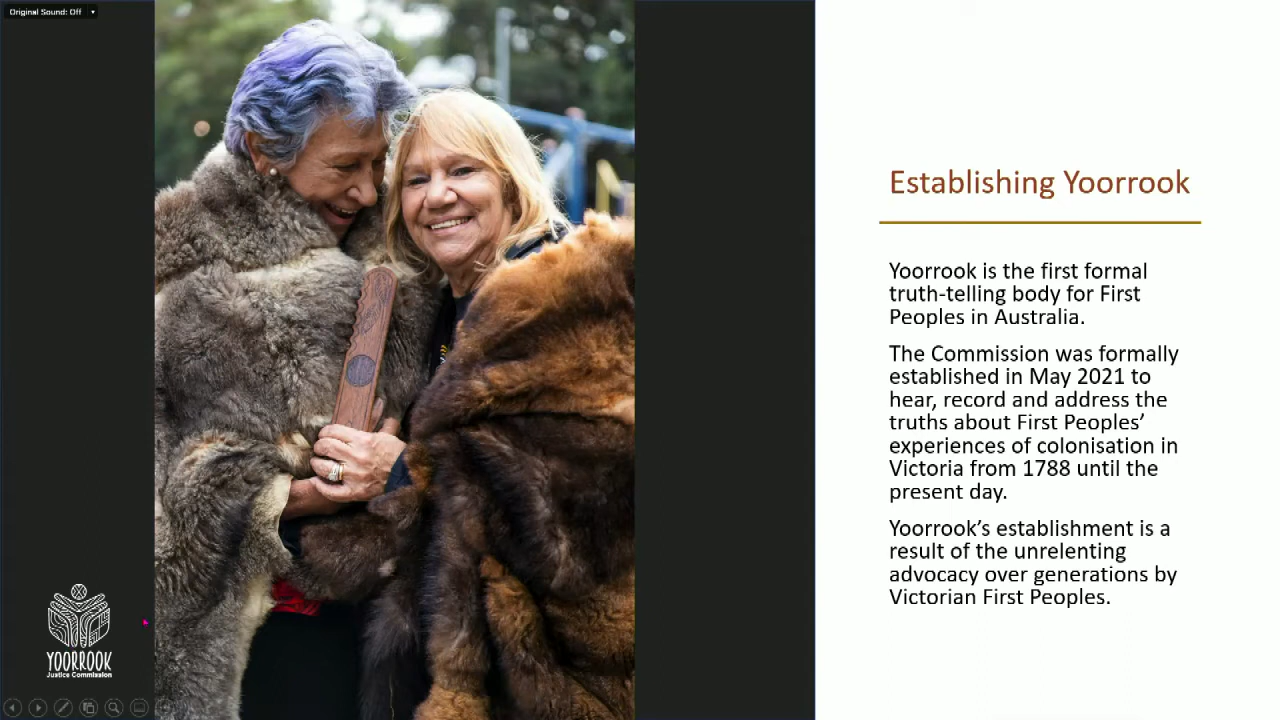 Original Sound: Off
Establishing Yoorrook
Yoorrook is the first formal
truth-telling body for First
Peoples in Australia.
The Commission was formally
established in May 2021 to
hear, record and address the
truths about First Peoples’
experiences of colonisation in
Victoria from 1788 until the
present day.
Yoorrook’s establishment is a
result of the unrelenting
advocacy over generations by
Victorian First Peoples.
YOORROOK
Justice Commission